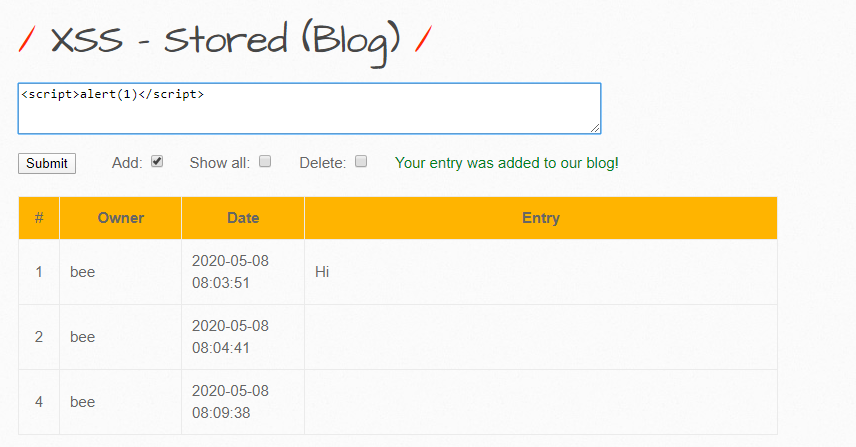 / XSS - Stored (Blog) /
<script>alert(1)</script>
Submit Add: Show all: Delete: Your entry was added to our blog!
# Owner Date Entry
1 bee 2020-05-08 08:03:51 Hi
2 bee 2020-05-08 08:04:41
4 bee 2020-05-08 08:09:38